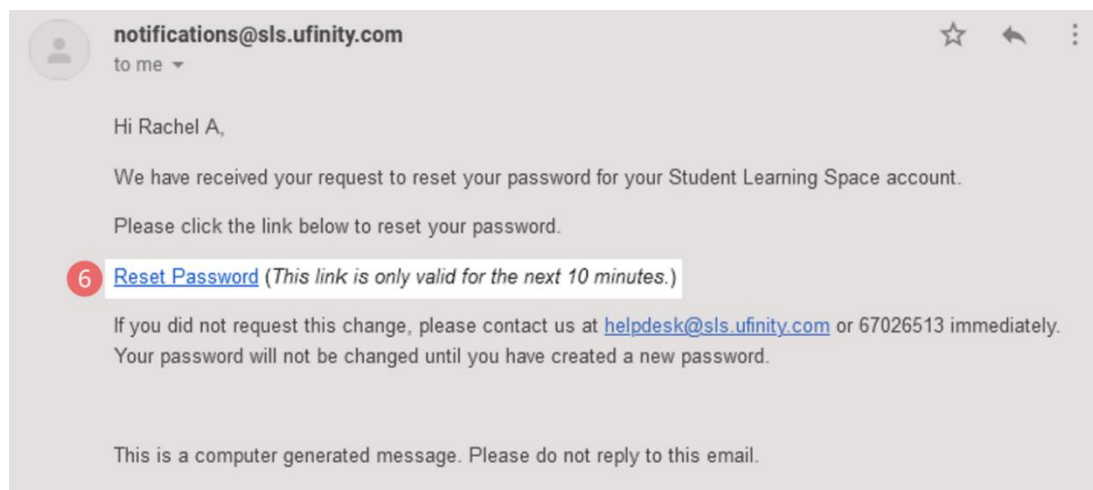 notifications@sls.ufinity.com
to me
Hi Rachel A,
We have received your request to reset your password for your Student Learning Space account.
Please click the link below to reset your password.
6 Reset Password (This link is only valid for the next 10 minutes.)
If you did not request this change, please contact us at helpdesk@sls.ufinity.com or 67026513 immediately.
Your password will not be changed until you have created a new password.
This is a computer generated message. Please do not reply to this email.